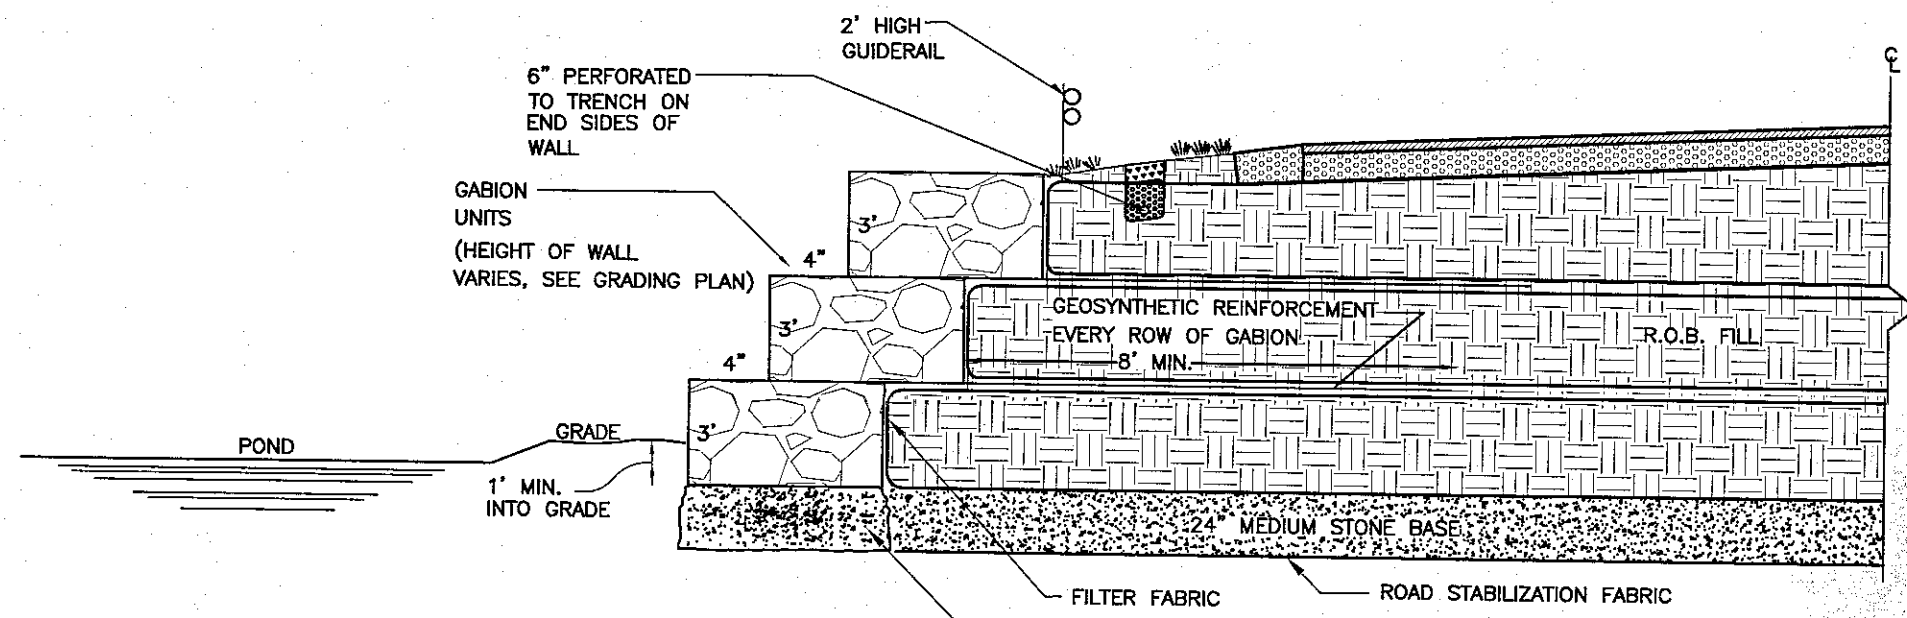 2' HIGH
GUIDERAIL
℄
6" PERFORATED
TO TRENCH ON
END SIDES OF
WALL
GABION
UNITS
(HEIGHT OF WALL
VARIES, SEE GRADING PLAN)
3'
4"
3'
4"
3'
GEOSYNTHETIC REINFORCEMENT
EVERY ROW OF GABION
8' MIN.
R.O.B. FILL
POND
GRADE
1' MIN.
INTO GRADE
24" MEDIUM STONE BASE
FILTER FABRIC
ROAD STABILIZATION FABRIC